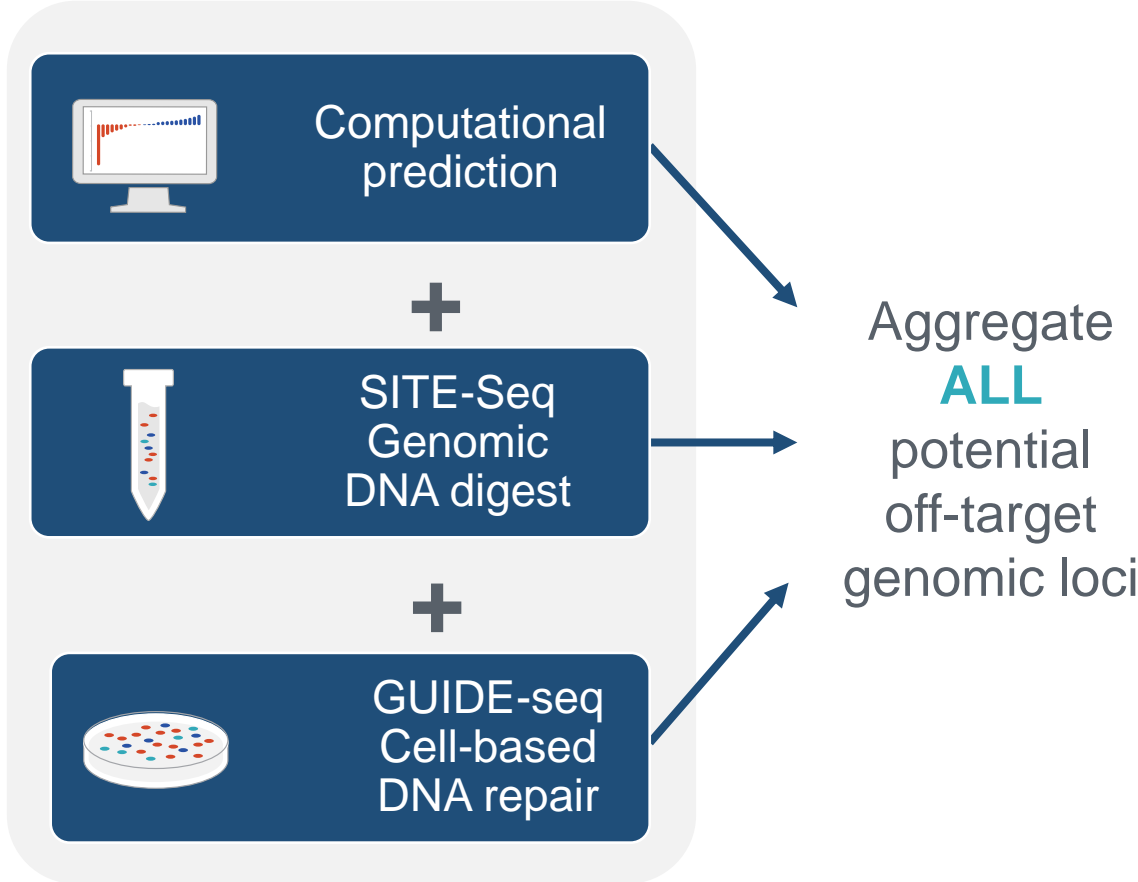 Computational
prediction
+
SITE-Seq
Genomic
DNA digest
+
GUIDE-seq
Cell-based
DNA repair
Aggregate
ALL
potential
off-target
genomic loci